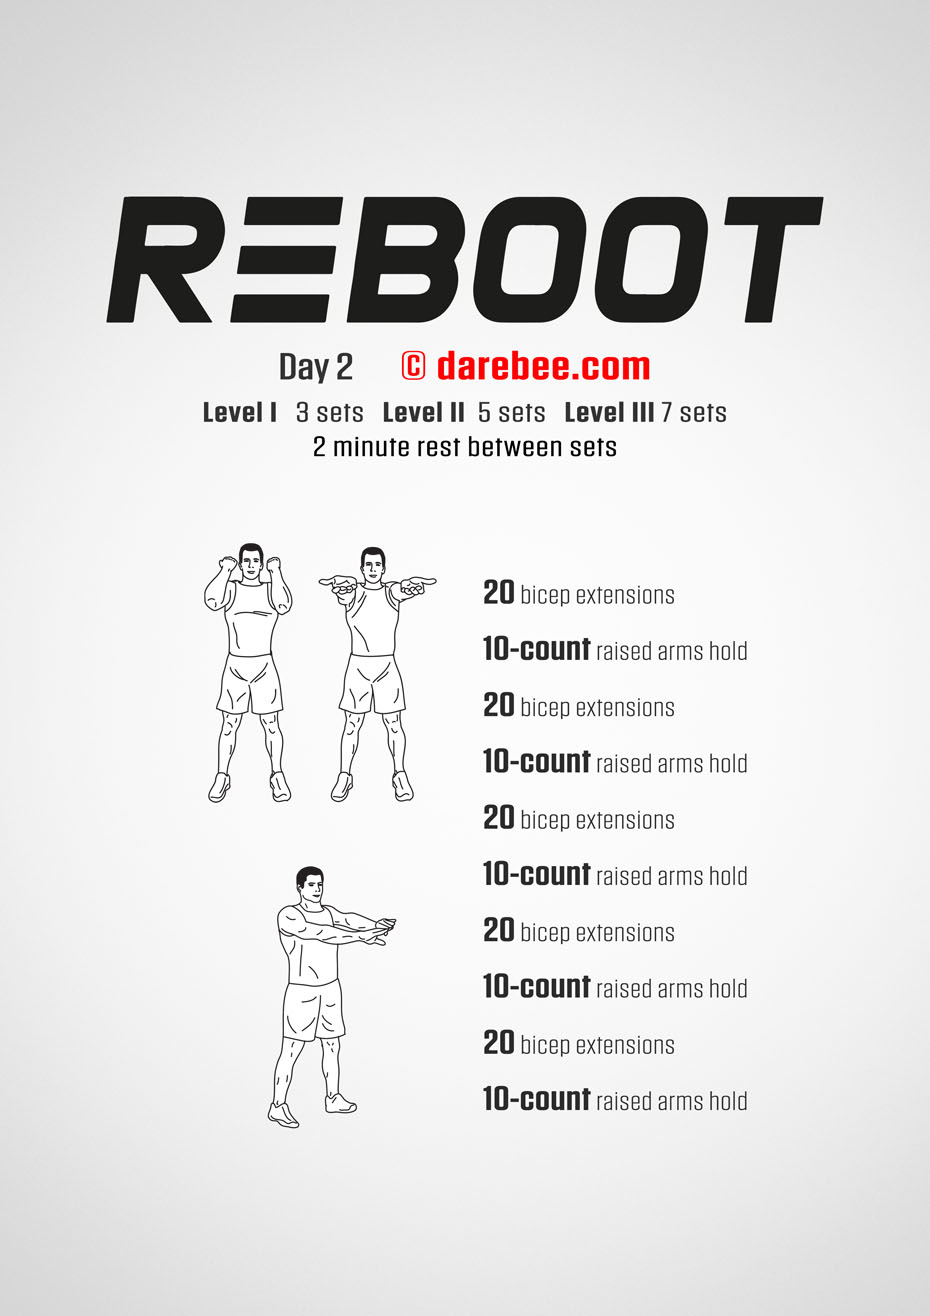 REBOOT
Day 2 © darebee.com
Level I 3 sets Level II 5 sets Level III 7 sets
2 minute rest between sets
20 bicep extensions
10-count raised arms hold
20 bicep extensions
10-count raised arms hold
20 bicep extensions
10-count raised arms hold
20 bicep extensions
10-count raised arms hold
20 bicep extensions
10-count raised arms hold